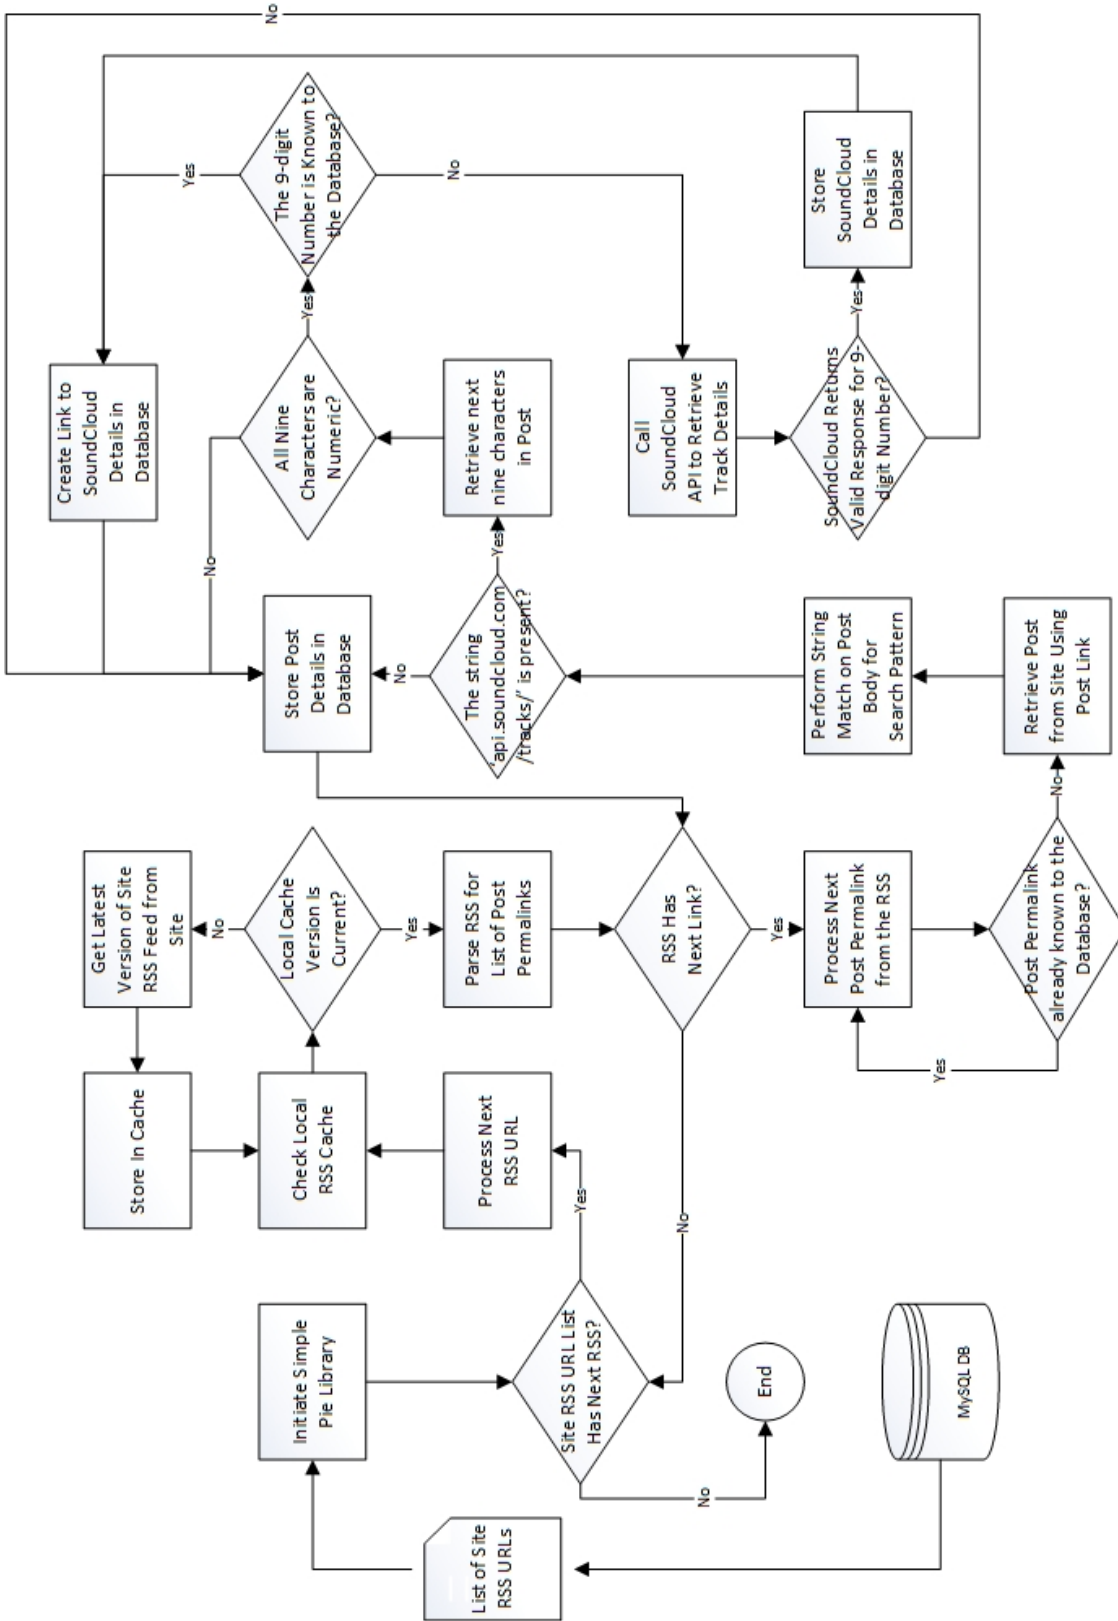 List of Site
RSS URLs
MySQL DB
Initiate Simple
Pie Library
Site RSS URL List
Has Next RSS?
No
End
Yes
Process Next
RSS URL
Check Local
RSS Cache
Store In Cache
Local Cache
Version Is
Current?
No
Get Latest
Version of Site
RSS Feed from
Site
Yes
Parse RSS for
List of Post
Permalinks
RSS Has
Next Link?
No
Yes
Process Next
Post Permalink
from the RSS
Post Permalink
already known to the
Database?
Yes
No
Retrieve Post
from Site Using
Post Link
Perform String
Match on Post
Body for
Search Pattern
The string
'api.soundcloud.com
/tracks/' is present?
No
Store Post
Details in
Database
Yes
Retrieve next
nine characters
in Post
All Nine
Characters are
Numeric?
No
Yes
The 9-digit
Number is Known to
the Database?
Yes
Create Link to
SoundCloud
Details in
Database
No
Call
SoundCloud
API to Retrieve
Track Details
SoundCloud Returns
Valid Response for 9-
digit Number?
Yes
Store
SoundCloud
Details in
Database
No